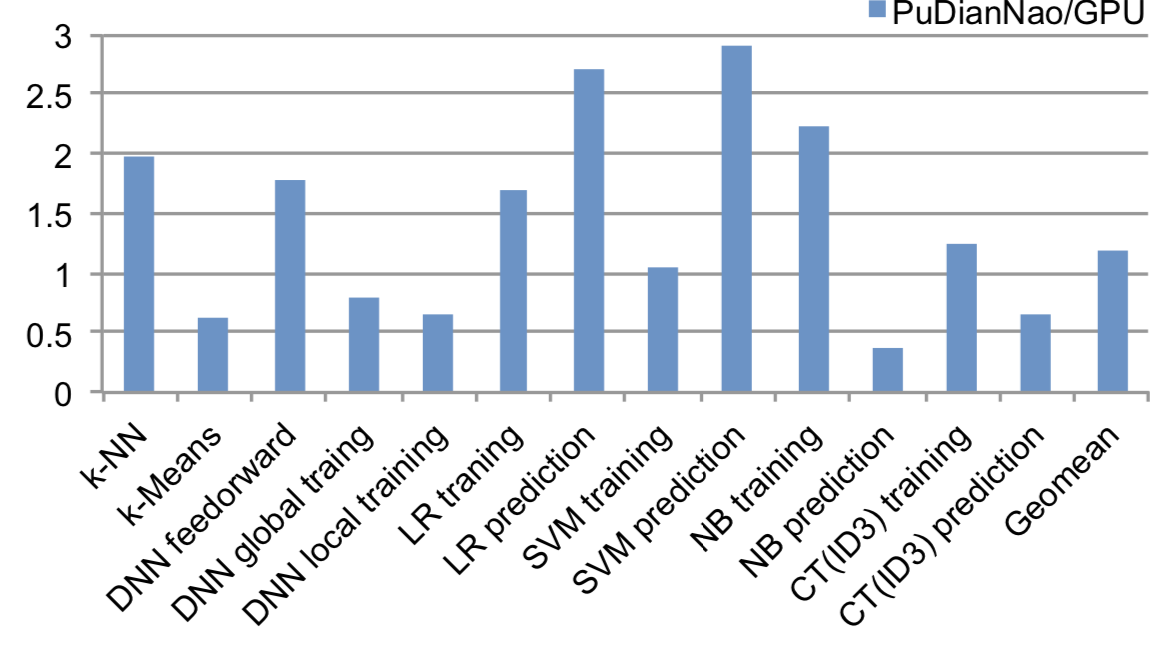 PuDianNao/GPU
3
2.5
2
1.5
1
0.5
0
k-NN
k-Means
DNN feedorward
DNN global traing
DNN local training
LR traning
LR prediction
SVM training
SVM prediction
NB training
NB prediction
CT(ID3) training
CT(ID3) prediction
Geomean